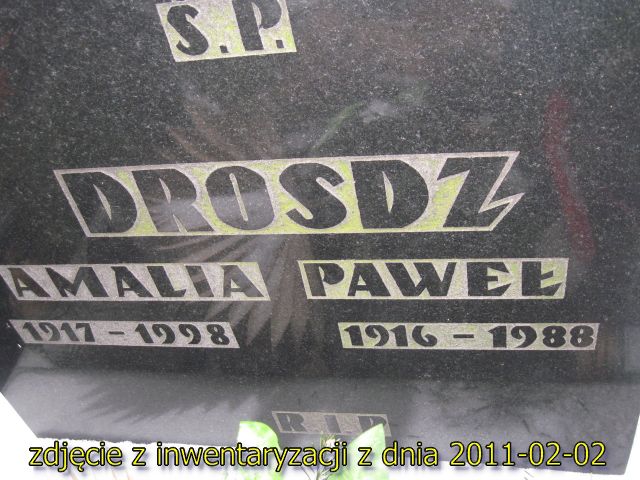 Ś.P.
DROSDZ
AMALIA PAWEŁ
1917-1998 1916-1988
R I P
zdjęcie z inwentaryzacji z dnia 2011-02-02